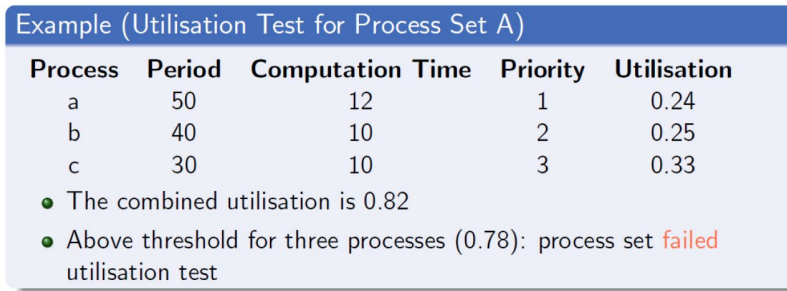 Example (Utilisation Test for Process Set A)
Process Period Computation Time Priority Utilisation
a 50 12 1 0.24
b 40 10 2 0.25
c 30 10 3 0.33
The combined utilisation is 0.82
Above threshold for three processes (0.78): process set failed
utilisation test